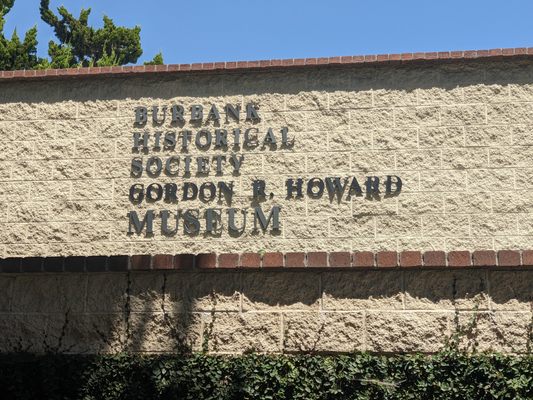 BURBANK
HISTORICAL
SOCIETY
GORDON R. HOWARD
MUSEUM